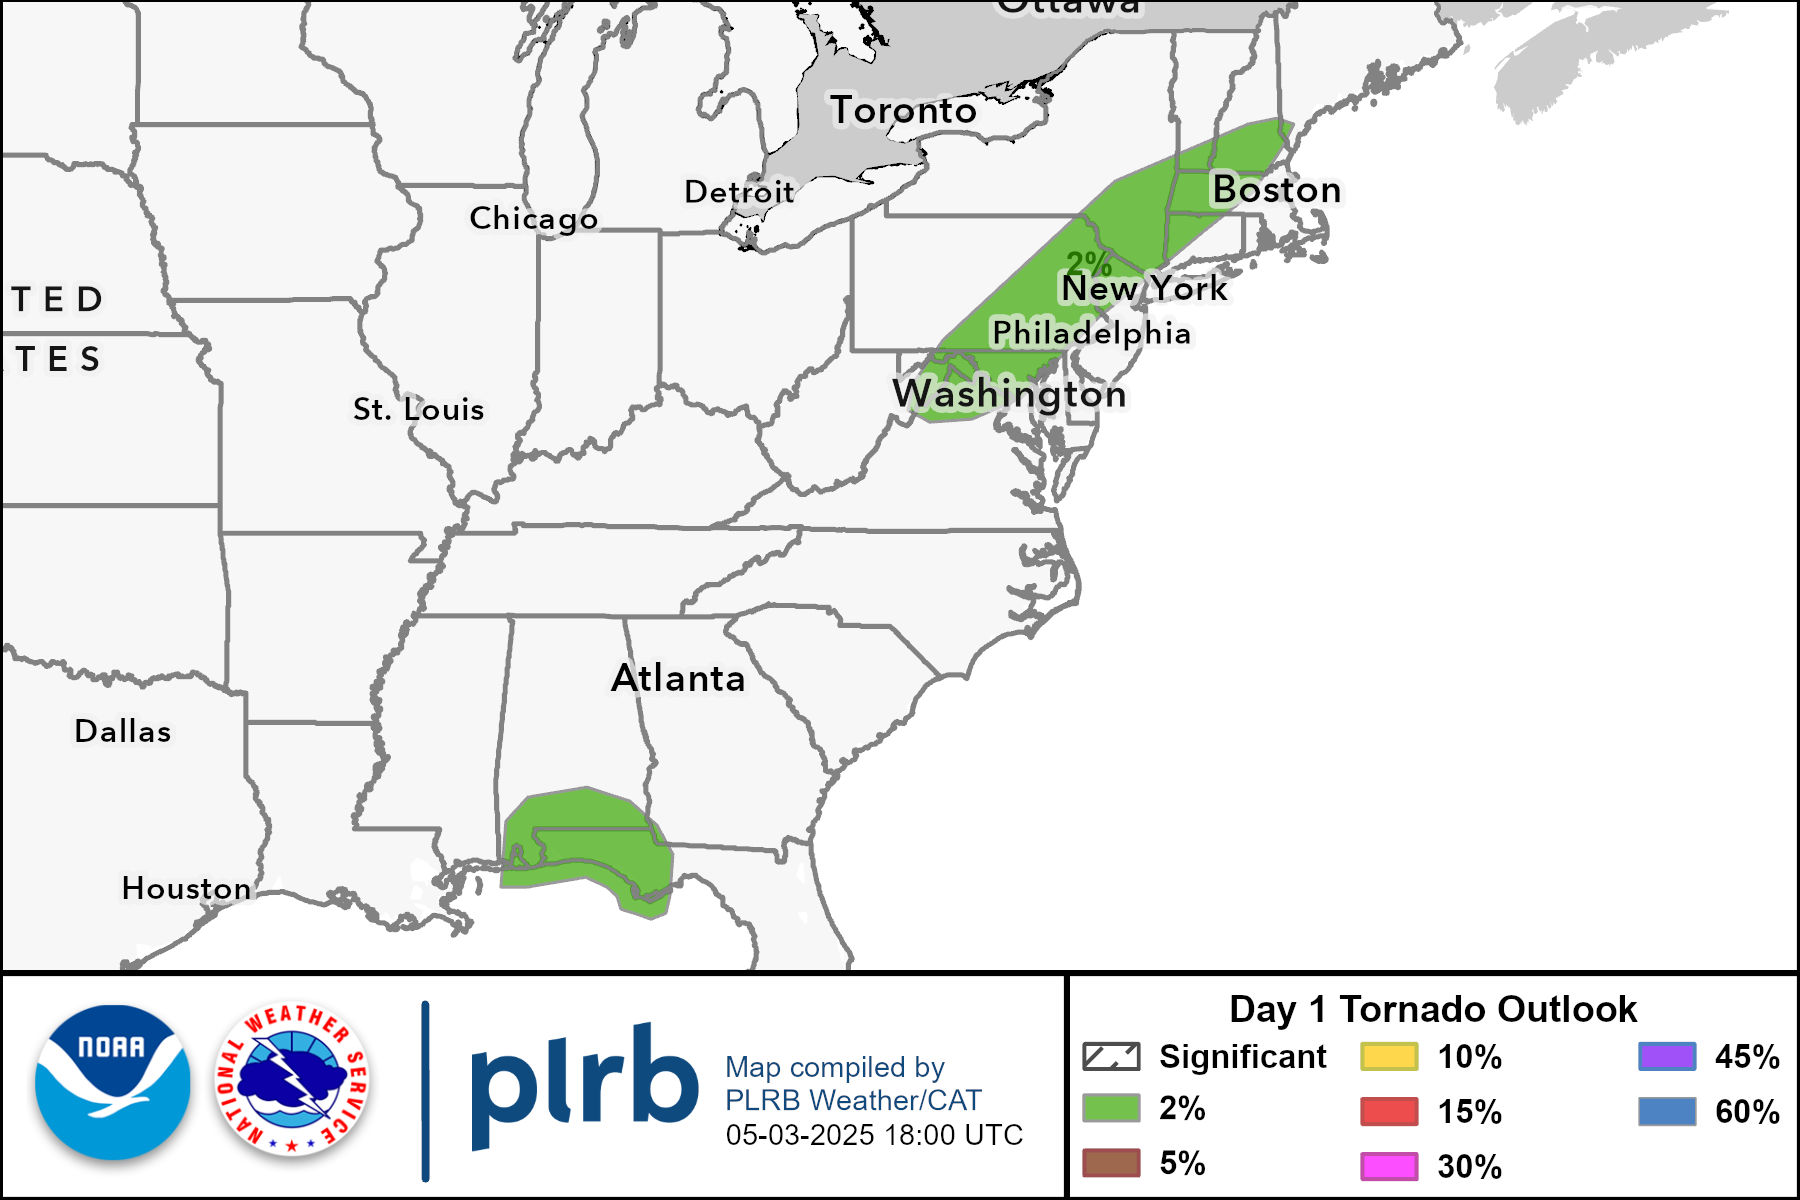 Ottawa
Toronto
Detroit
Chicago
Boston
TED
TES
2%
New York
Philadelphia
Washington
St. Louis
Atlanta
Dallas
Houston
NOAA
NATIONAL WEATHER SERVICE
plrb
Map compiled by
PLRB Weather/CAT
05-03-2025 18:00 UTC
Day 1 Tornado Outlook
Significant
2%
5%
10%
15%
30%
45%
60%